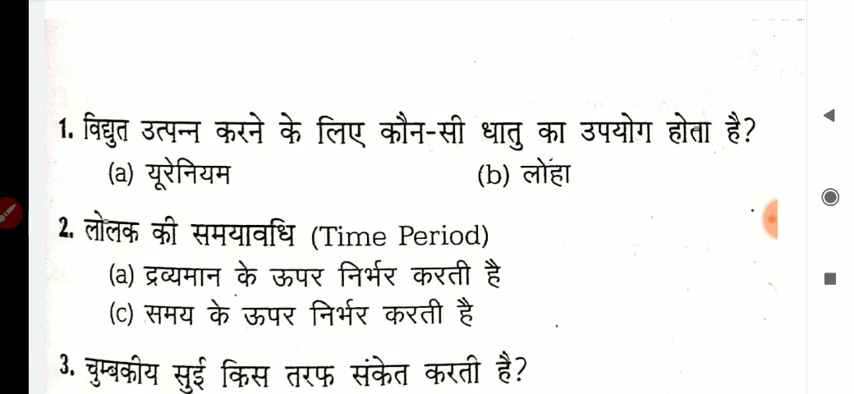 1. विद्युत उत्पन्न करने के लिए कौन-सी धातु का उपयोग होता है?
(a) यूरेनियम (b) लोहा
2. लोलक की समयावधि (Time Period)
(a) द्रव्यमान के ऊपर निर्भर करती है
(c) समय के ऊपर निर्भर करती है
3. चुम्बकीय सुई किस तरफ संकेत करती है?